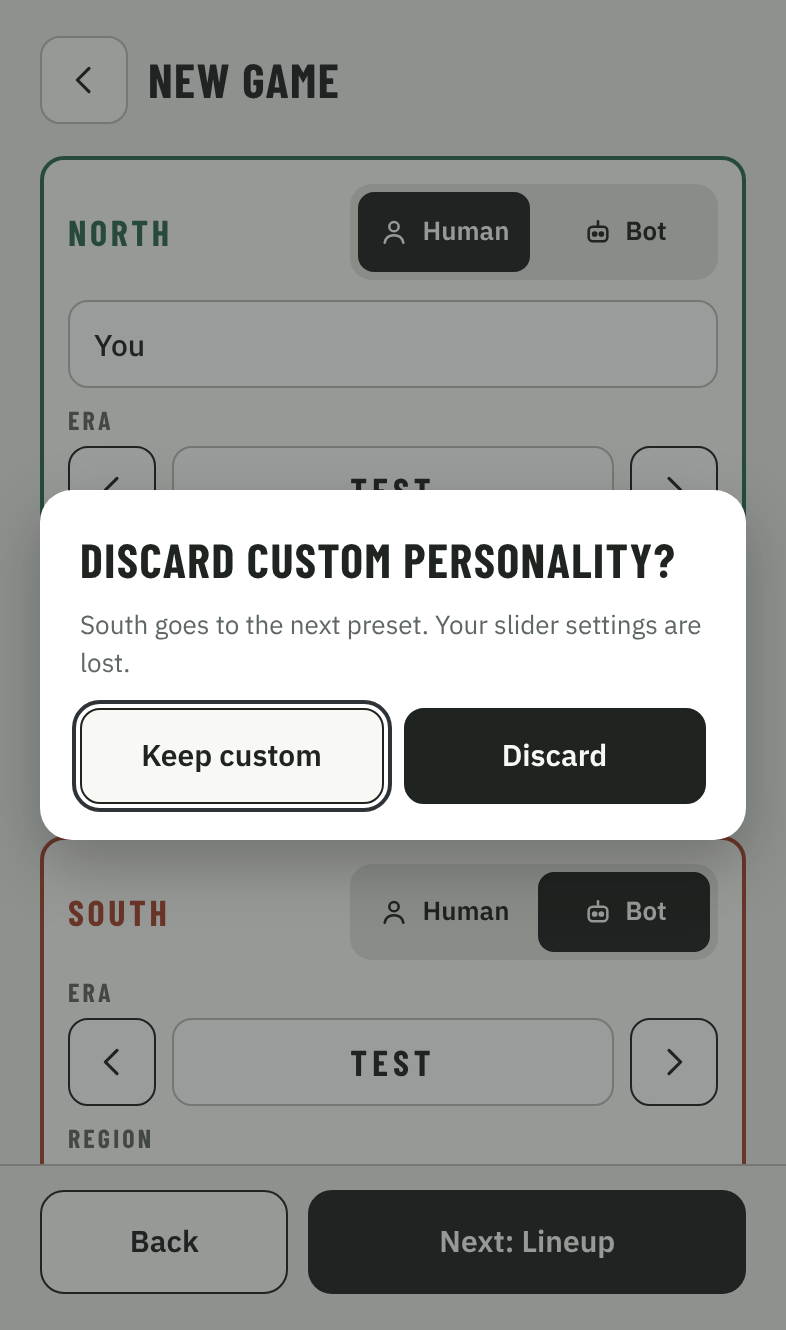 NEW GAME
NORTH
Human
Bot
You
ERA
TEST
DISCARD CUSTOM PERSONALITY?
South goes to the next preset. Your slider settings are
lost.
Keep custom
Discard
SOUTH
Human
Bot
ERA
TEST
REGION
Back
Next: Lineup